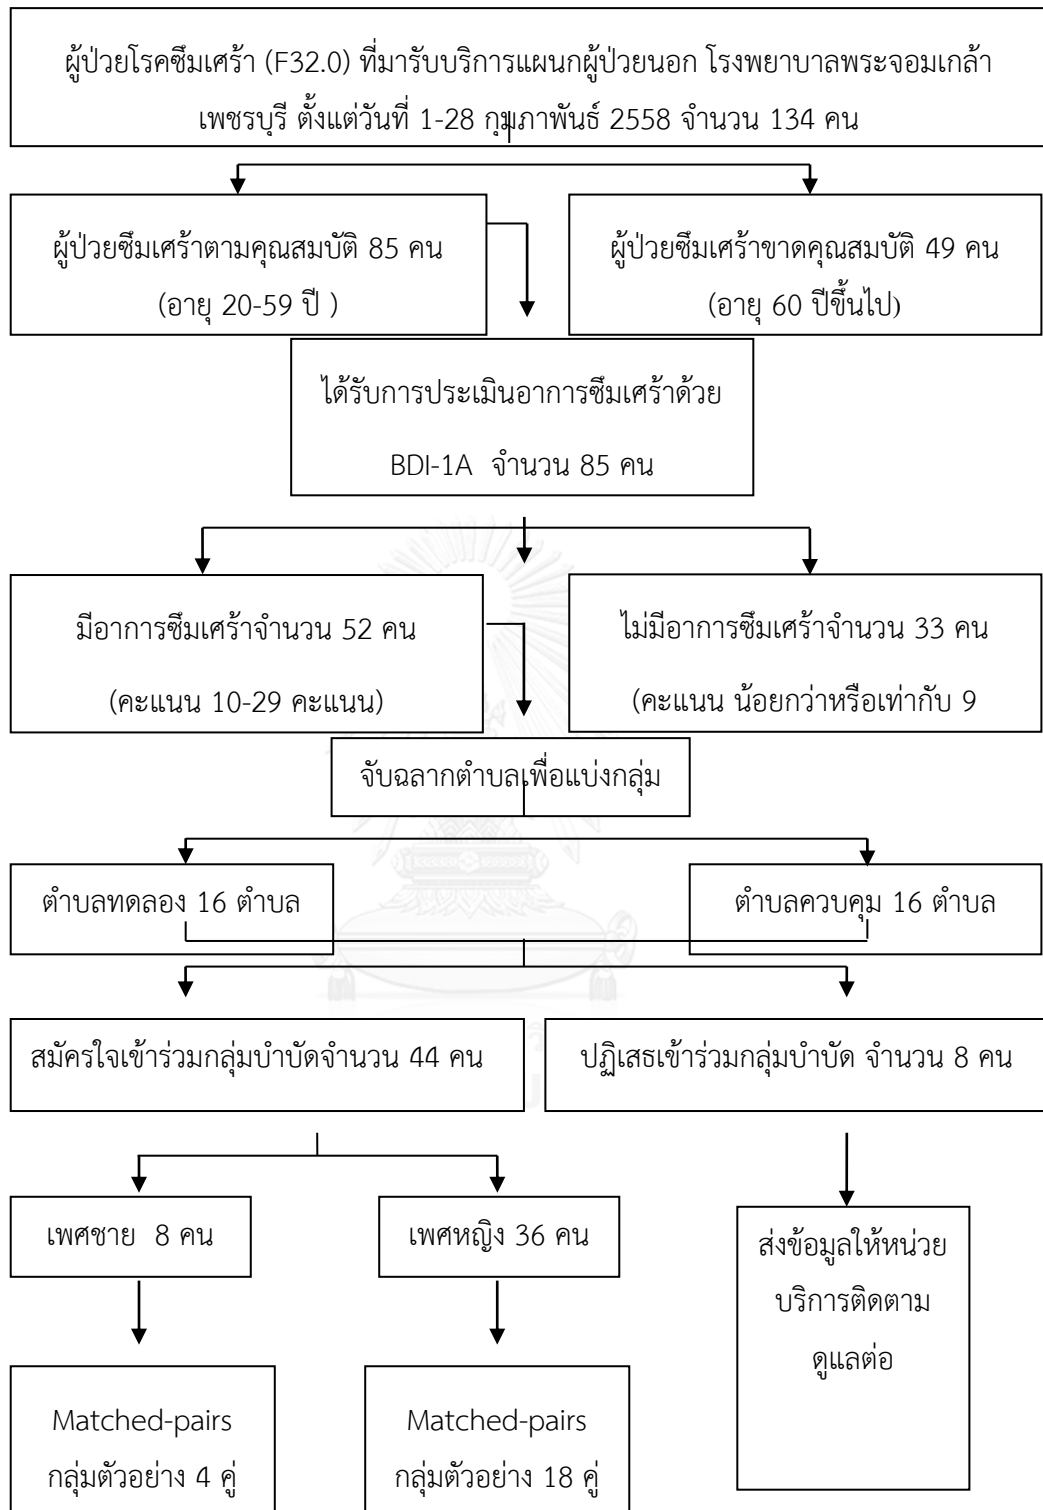 ผู้ป่วยโรคซึมเศร้า (F32.0) ที่มารับบริการแผนกผู้ป่วยนอก โรงพยาบาลพระจอมเกล้า
เพชรบุรี ตั้งแต่วันที่ 1-28 กุมภาพันธ์ 2558 จำนวน 134 คน
ผู้ป่วยซึมเศร้าตามคุณสมบัติ 85 คน
(อายุ 20-59 ปี )
ผู้ป่วยซึมเศร้าขาดคุณสมบัติ 49 คน
(อายุ 60 ปีขึ้นไป)
ได้รับการประเมินอาการซึมเศร้าด้วย
BDI-1A จำนวน 85 คน
มีอาการซึมเศร้าจำนวน 52 คน
(คะแนน 10-29 คะแนน)
ไม่มีอาการซึมเศร้าจำนวน 33 คน
(คะแนน น้อยกว่าหรือเท่ากับ 9
จับฉลากตำบลเพื่อแบ่งกลุ่ม
ตำบลทดลอง 16 ตำบล
ตำบลควบคุม 16 ตำบล
สมัครใจเข้าร่วมกลุ่มบำบัดจำนวน 44 คน
ปฏิเสธเข้าร่วมกลุ่มบำบัด จำนวน 8 คน
เพศชาย 8 คน
เพศหญิง 36 คน
ส่งข้อมูลให้หน่วย
บริการติดตาม
ดูแลต่อ
Matched-pairs
กลุ่มตัวอย่าง 4 คู่
Matched-pairs
กลุ่มตัวอย่าง 18 คู่